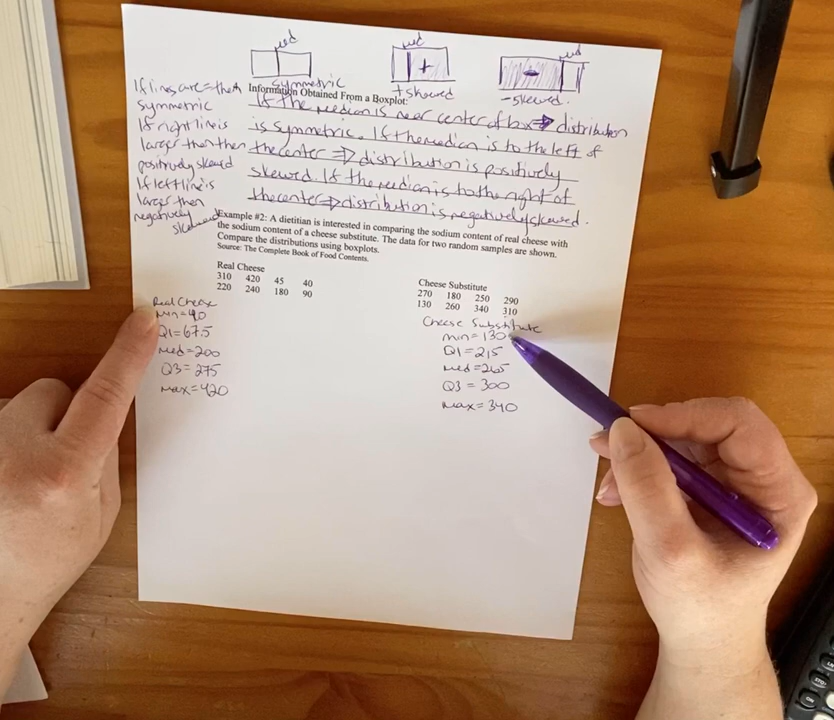 med
med
med
+
-
symmetric
+skewed
-skewed.
If lines are = then
symmetric
If right line is
larger then then
positively skewed
If left line is
larger then
negatively
skewed
Information Obtained From a Boxplot:
If the median is near center of box ⇒ distribution
is symmetric. If the median is to the left of
the center ⇒ distribution is positively
skewed. If the median is to the right of
the center ⇒ distribution is negatively skewed.
Example #2: A dietitian is interested in comparing the sodium content of real cheese with
the sodium content of a cheese substitute. The data for two random samples are shown.
Compare the distributions using boxplots.
Source: The Complete Book of Food Contents.
Real Cheese
310 420 45 40
220 240 180 90
Cheese Substitute
270 180 250 290
130 260 340 310
Real Cheese
Min = 40
Q1 = 67.5
Med = 200
Q3 = 275
Max = 420
Cheese Substitute
min = 130
Q1 = 215
med = 265
Q3 = 300
max = 340